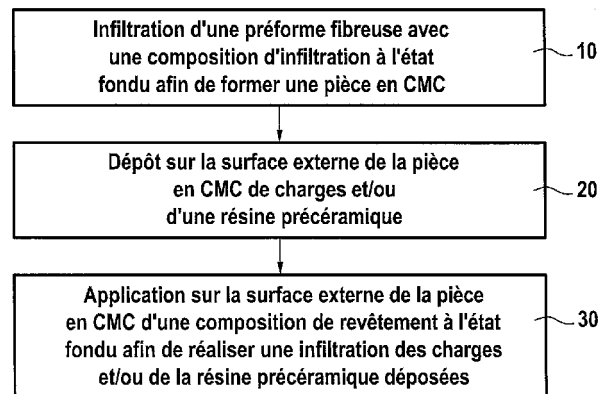 Infiltration d'une préforme fibreuse avec
une composition d'infiltration à l'état
fondu afin de former une pièce en CMC
10
Dépôt sur la surface externe de la pièce
en CMC de charges et/ou
d'une résine précéramique
20
Application sur la surface externe de la pièce
en CMC d'une composition de revêtement à l'état
fondu afin de réaliser une infiltration des charges
et/ou de la résine précéramique déposées
30